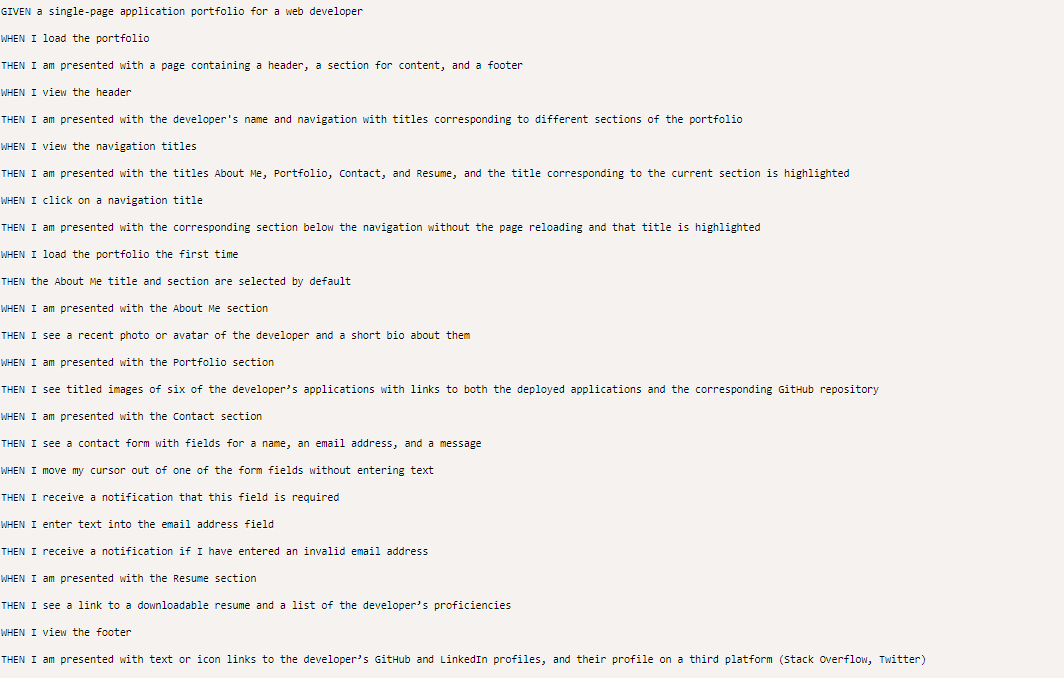 GIVEN a single-page application portfolio for a web developer
WHEN I load the portfolio
THEN I am presented with a page containing a header, a section for content, and a footer
WHEN I view the header
THEN I am presented with the developer's name and navigation with titles corresponding to different sections of the portfolio
WHEN I view the navigation titles
THEN I am presented with the titles About Me, Portfolio, Contact, and Resume, and the title corresponding to the current section is highlighted
WHEN I click on a navigation title
THEN I am presented with the corresponding section below the navigation without the page reloading and that title is highlighted
WHEN I load the portfolio the first time
THEN the About Me title and section are selected by default
WHEN I am presented with the About Me section
THEN I see a recent photo or avatar of the developer and a short bio about them
WHEN I am presented with the Portfolio section
THEN I see titled images of six of the developer’s applications with links to both the deployed applications and the corresponding GitHub repository
WHEN I am presented with the Contact section
THEN I see a contact form with fields for a name, an email address, and a message
WHEN I move my cursor out of one of the form fields without entering text
THEN I receive a notification that this field is required
WHEN I enter text into the email address field
THEN I receive a notification if I have entered an invalid email address
WHEN I am presented with the Resume section
THEN I see a link to a downloadable resume and a list of the developer’s proficiencies
WHEN I view the footer
THEN I am presented with text or icon links to the developer’s GitHub and LinkedIn profiles, and their profile on a third platform (Stack Overflow, Twitter)